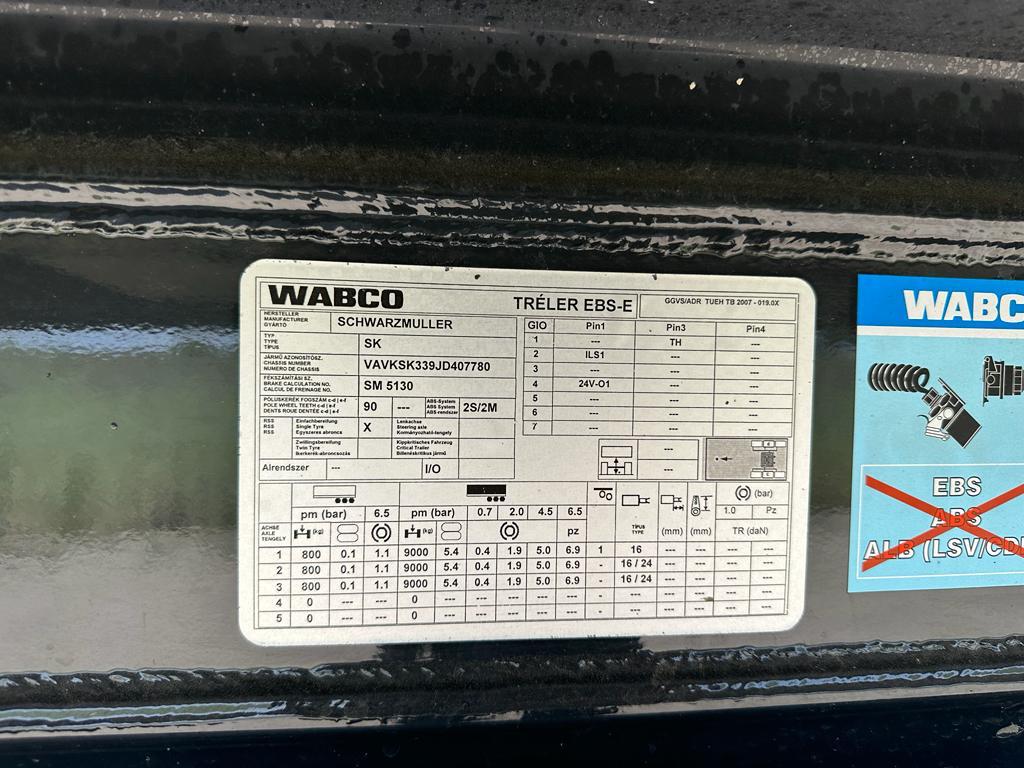 WABCO
TRÉLER EBS-E
GGVS/ADR TUEH TB 2007 - 019.0X
HERSTELLER
MANUFACTURER
GYÁRTÓ
SCHWARZMULLER
TYP
TYPE
TÍPUS
SK
JÁRMŰ AZONOSÍTÓSZ.
CHASSIS NUMBER
NUMERO DE CHASSIS
VAVKSK339JD407780
FÉKSZÁMÍTÁSI SZ.
BRAKE CALCULATION NO.
CALCUL DE FREINAGE NO.
SM 5130
PÓLUSKERÉK FOGSZÁM c-d | e-f
POLE WHEEL TEETH c-d | e-f
DENTS ROUE DENTÉE c-d | e-f
90 ---
ABS-System
ABS System
ABS-rendszer
2S/2M
RSS
RSS
RSS
Einfachbereifung
Single Tyre
Egyszeres abroncs
X
Lenkachse
Steering axle
Kormányozható-tengely
Zwillingsbereifung
Twin Tyre
Ikerkerék-abroncsozás
Kippkritisches Fahrzeug
Critical Trailer
Billenéskritikus jármű
Alrendszer --- I/O
GIO Pin1 Pin3 Pin4
1 --- TH ---
2 ILS1 --- ---
3 --- --- ---
4 24V-O1 --- ---
5 --- --- ---
6 --- --- ---
7 --- --- ---
---
---
ACHSE
AXLE
TENGELY
pm (bar) 6.5 pm (bar) 0.7 2.0 4.5 6.5
(kg) (kg) pz
TÍPUS
TYPE
(mm) (mm)
(bar)
1.0 Pz
TR (daN)
1 800 0.1 1.1 9000 5.4 0.4 1.9 5.0 6.9 1 16 --- --- --- ---
2 800 0.1 1.1 9000 5.4 0.4 1.9 5.0 6.9 - 16 / 24 --- --- --- ---
3 800 0.1 1.1 9000 5.4 0.4 1.9 5.0 6.9 - 16 / 24 --- --- --- ---
4 0 --- --- 0 --- --- --- --- --- - --- --- --- --- ---
5 0 --- --- 0 --- --- --- --- --- - --- --- --- --- ---
WABC
EBS
ABS
ALB (LSV/CD